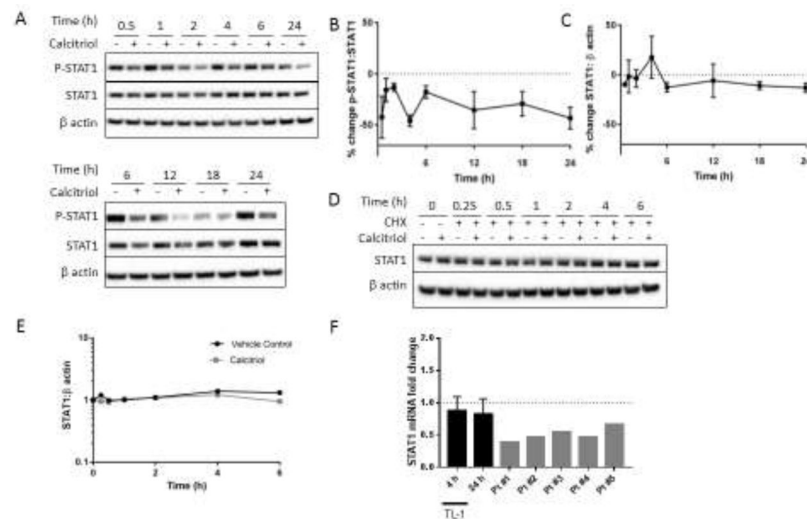 A
Time (h) 0.5 1 2 4 6 24
Calcitriol - + - + - + - + - + - +
P-STAT1
STAT1
β actin
Time (h) 6 12 18 24
Calcitriol - + - + - + - +
P-STAT1
STAT1
β actin
B
% change p-STAT1:STAT1
50
0
-50
6 12 18 24
Time (h)
C
% change STAT1: β actin
50
0
-50
6 12 18 24
Time (h)
D
Time (h) 0 0.25 0.5 1 2 4 6
CHX - - + + + + + + + + + + + +
Calcitriol - + - + - + - + - + - + - +
STAT1
β actin
E
STAT1:β actin
10
1
0.1
0 2 4 6
Time (h)
Vehicle Control
Calcitriol
F
STAT1 mRNA fold change
2.0
1.5
1.0
0.5
0.0
4 h 24 h Pt #1 Pt #2 Pt #3 Pt #4 Pt #5
TL-1